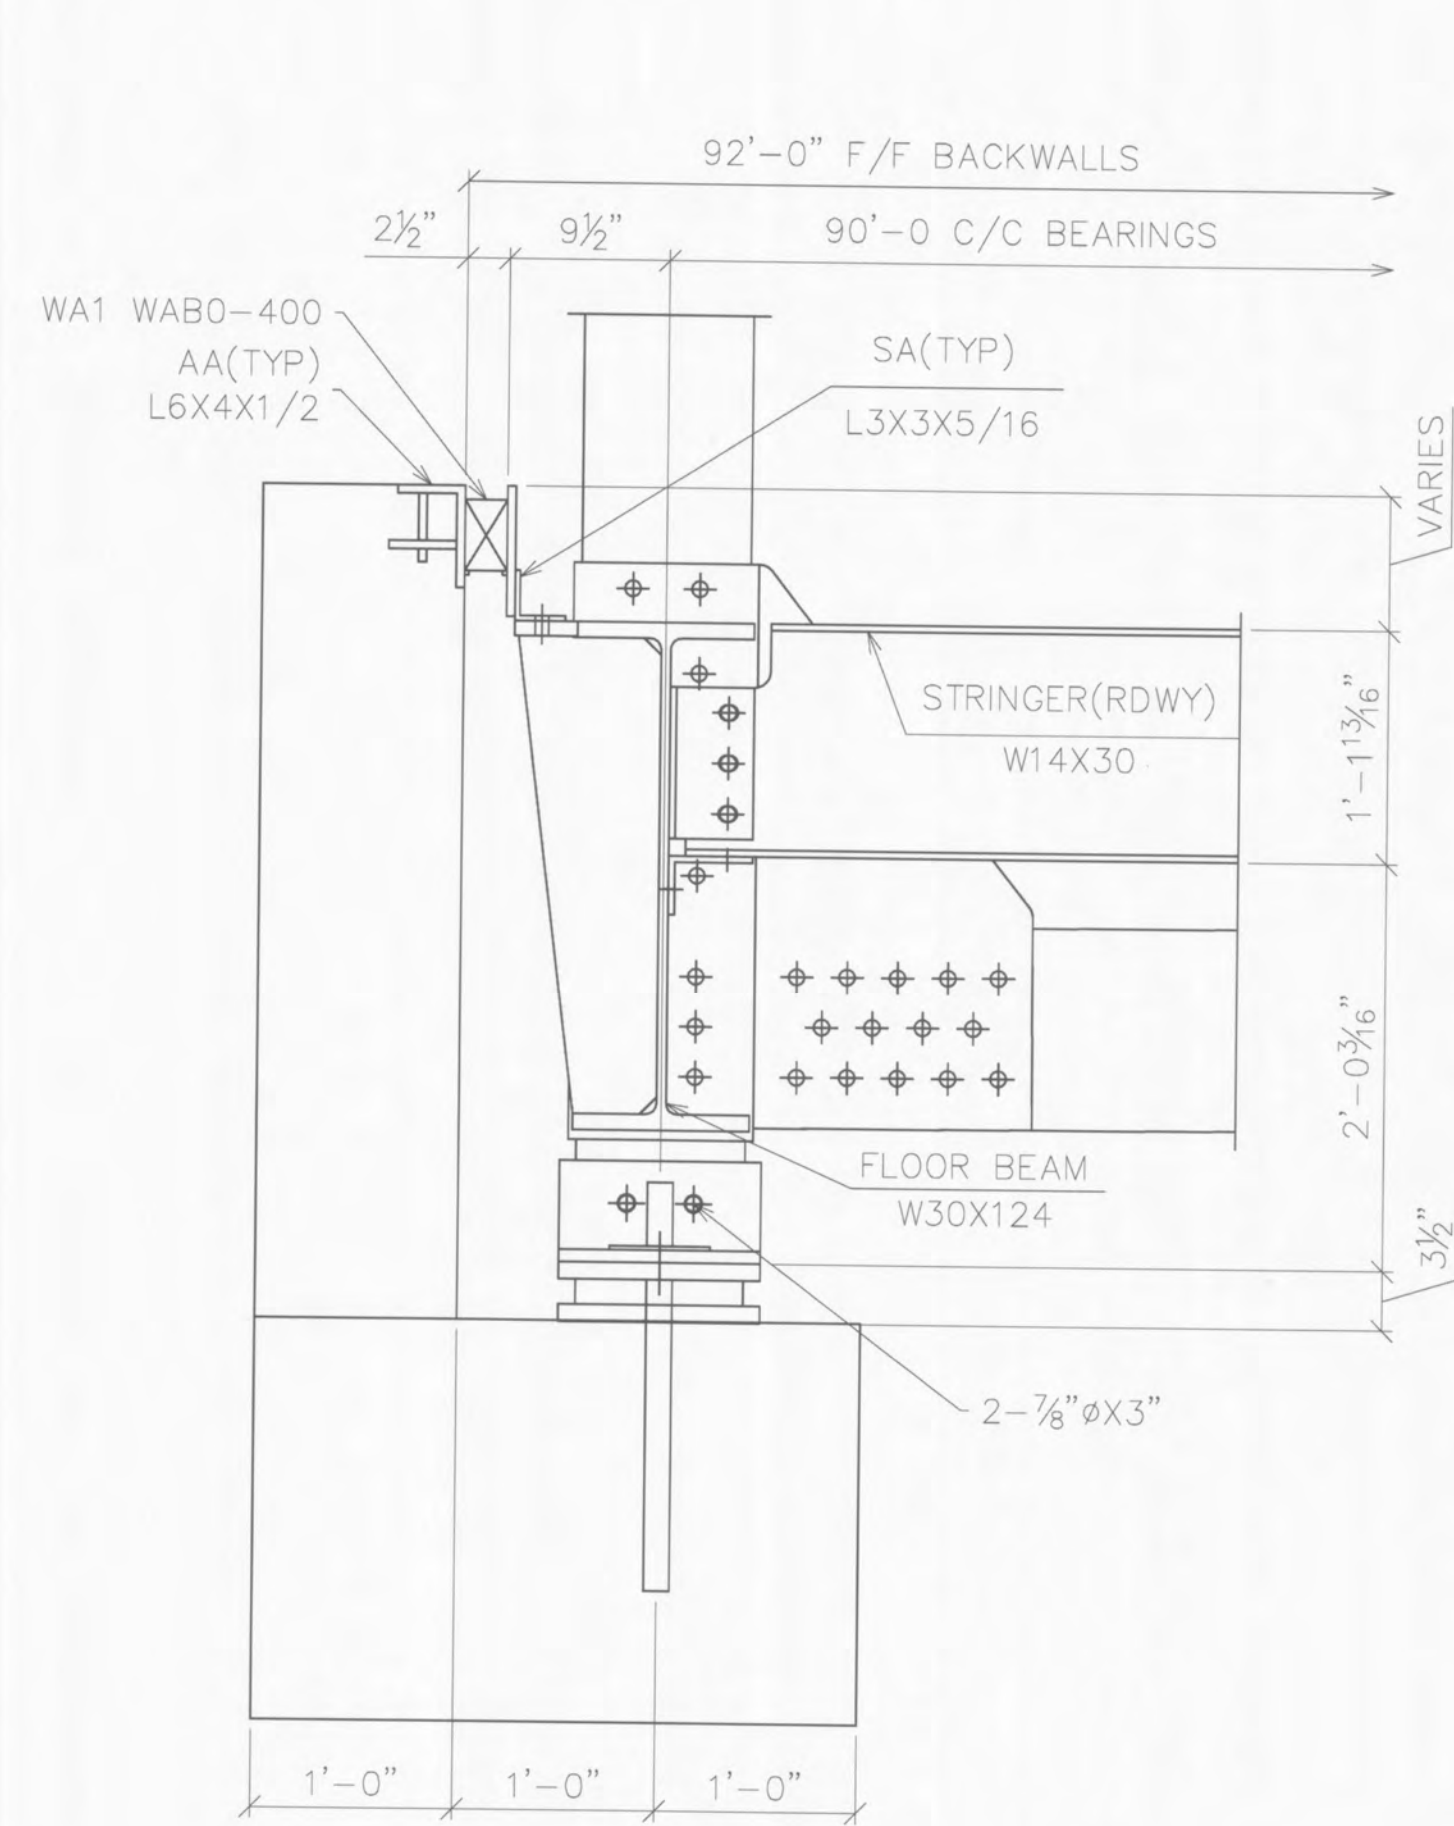 92'-0" F/F BACKWALLS
2½" 9½" 90'-0 C/C BEARINGS
WA1 WAB0-400
AA(TYP)
L6X4X1/2
SA(TYP)
L3X3X5/16
VARIES
STRINGER(RDWY)
W14X30
1'-1 13/16"
2'-0 3/16"
FLOOR BEAM
W30X124
3½"
2-⅞"øX3"
1'-0" 1'-0" 1'-0"